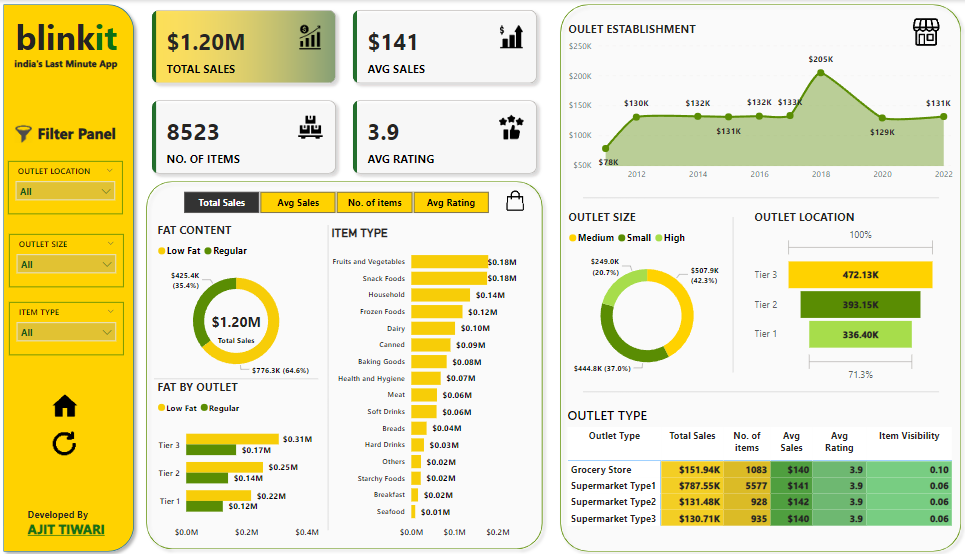 blinkit
india's Last Minute App
Filter Panel
OUTLET LOCATION
All
OUTLET SIZE
All
ITEM TYPE
All
Developed By
AJIT TIWARI
$1.20M
TOTAL SALES
$141
AVG SALES
8523
NO. OF ITEMS
3.9
AVG RATING
Total Sales Avg Sales No. of items Avg Rating
FAT CONTENT
Low Fat Regular
$425.4K
(35.4%)
$1.20M
Total Sales
$776.3K (64.6%)
FAT BY OUTLET
Low Fat Regular
Tier 3 $0.31M
$0.17M
Tier 2 $0.25M
$0.14M
Tier 1 $0.22M
$0.12M
$0.0M $0.2M $0.4M
ITEM TYPE
Fruits and Vegetables $0.18M
Snack Foods $0.18M
Household $0.14M
Frozen Foods $0.12M
Dairy $0.10M
Canned $0.09M
Baking Goods $0.08M
Health and Hygiene $0.07M
Meat $0.06M
Soft Drinks $0.06M
Breads $0.04M
Hard Drinks $0.03M
Others $0.02M
Starchy Foods $0.02M
Breakfast $0.02M
Seafood $0.01M
$0.0M $0.1M $0.2M
OULET ESTABLISHMENT
$250K
$200K
$150K
$100K
$50K
$78K
$130K
$132K
$131K
$132K
$133K
$205K
$129K
$131K
2012 2014 2016 2018 2020 2022
OUTLET SIZE
Medium Small High
$249.0K
(20.7%)
$507.9K
(42.3%)
$444.8K (37.0%)
OUTLET LOCATION
100%
Tier 3 472.13K
Tier 2 393.15K
Tier 1 336.40K
71.3%
OUTLET TYPE
Outlet Type Total Sales No. of items Avg Sales Avg Rating Item Visibility
Grocery Store $151.94K 1083 $140 3.9 0.10
Supermarket Type1 $787.55K 5577 $141 3.9 0.06
Supermarket Type2 $131.48K 928 $142 3.9 0.06
Supermarket Type3 $130.71K 935 $140 3.9 0.06